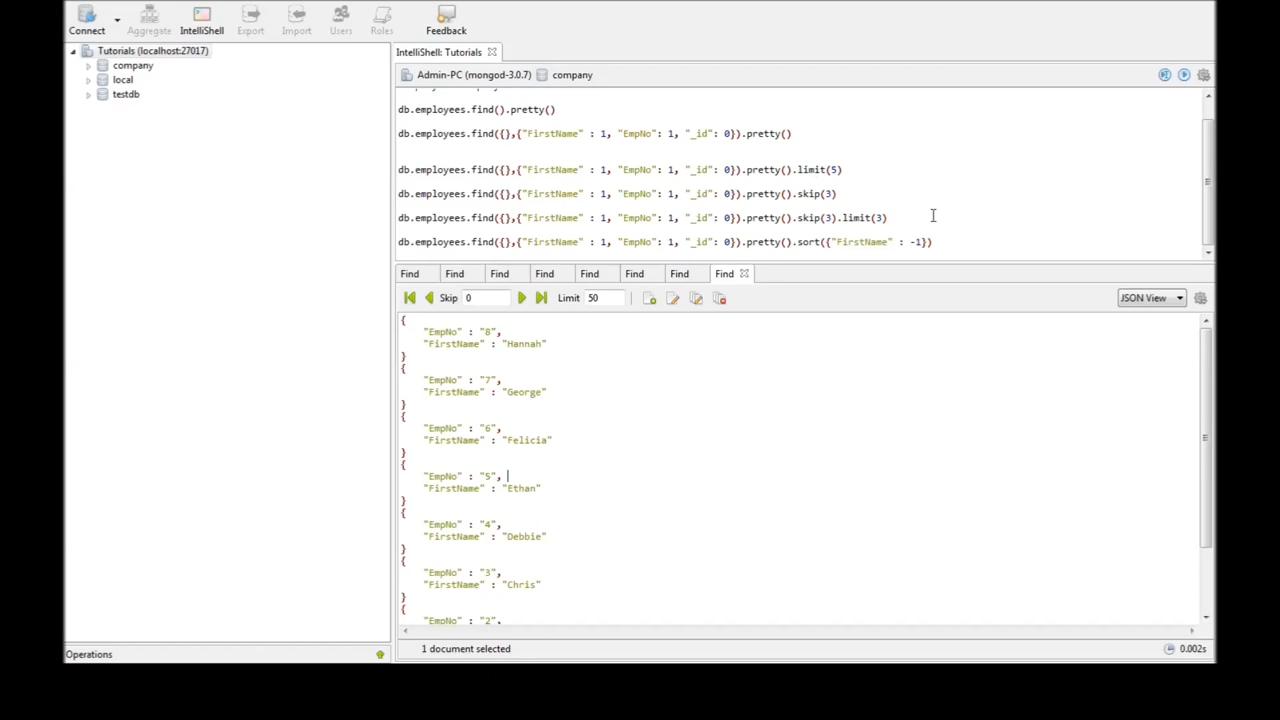 Connect
Aggregate
IntelliShell
Export
Import
Users
Roles
Feedback
Tutorials (localhost:27017)
company
local
testdb
Operations
IntelliShell: Tutorials
Admin-PC (mongod-3.0.7) company
db.employees.find().pretty()
db.employees.find({},{"FirstName" : 1, "EmpNo": 1, "_id": 0}).pretty()
db.employees.find({},{"FirstName" : 1, "EmpNo": 1, "_id": 0}).pretty().limit(5)
db.employees.find({},{"FirstName" : 1, "EmpNo": 1, "_id": 0}).pretty().skip(3)
db.employees.find({},{"FirstName" : 1, "EmpNo": 1, "_id": 0}).pretty().skip(3).limit(3)
db.employees.find({},{"FirstName" : 1, "EmpNo": 1, "_id": 0}).pretty().sort({"FirstName" : -1})
Find Find Find Find Find Find Find Find
Skip 0 Limit 50 JSON View
{
"EmpNo" : "8",
"FirstName" : "Hannah"
}
{
"EmpNo" : "7",
"FirstName" : "George"
}
{
"EmpNo" : "6",
"FirstName" : "Felicia"
}
{
"EmpNo" : "5",
"FirstName" : "Ethan"
}
{
"EmpNo" : "4",
"FirstName" : "Debbie"
}
{
"EmpNo" : "3",
"FirstName" : "Chris"
}
{
"EmpNo" : "2",
1 document selected
0.002s